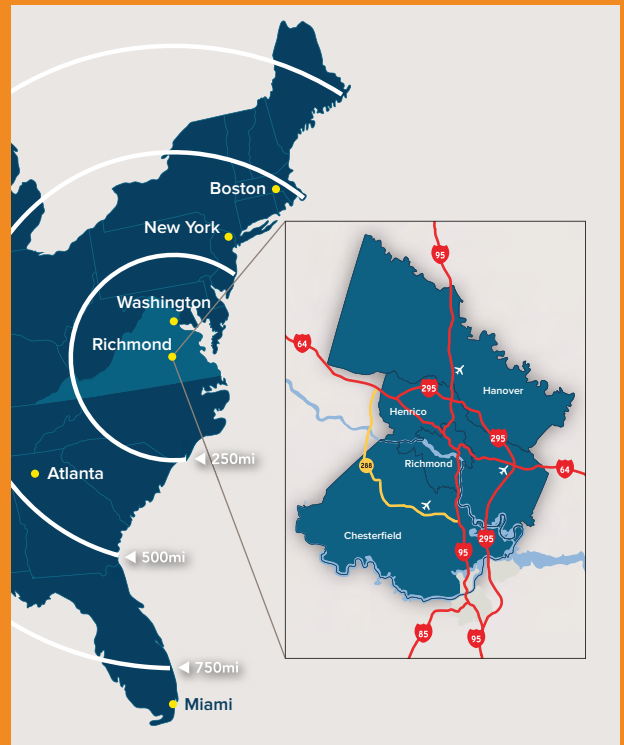 Boston
New York
Washington
Richmond
250mi
Atlanta
500mi
750mi
Miami
95
64
295
Hanover
Henrico
295
288
Richmond
64
Chesterfield
295
95
85
95